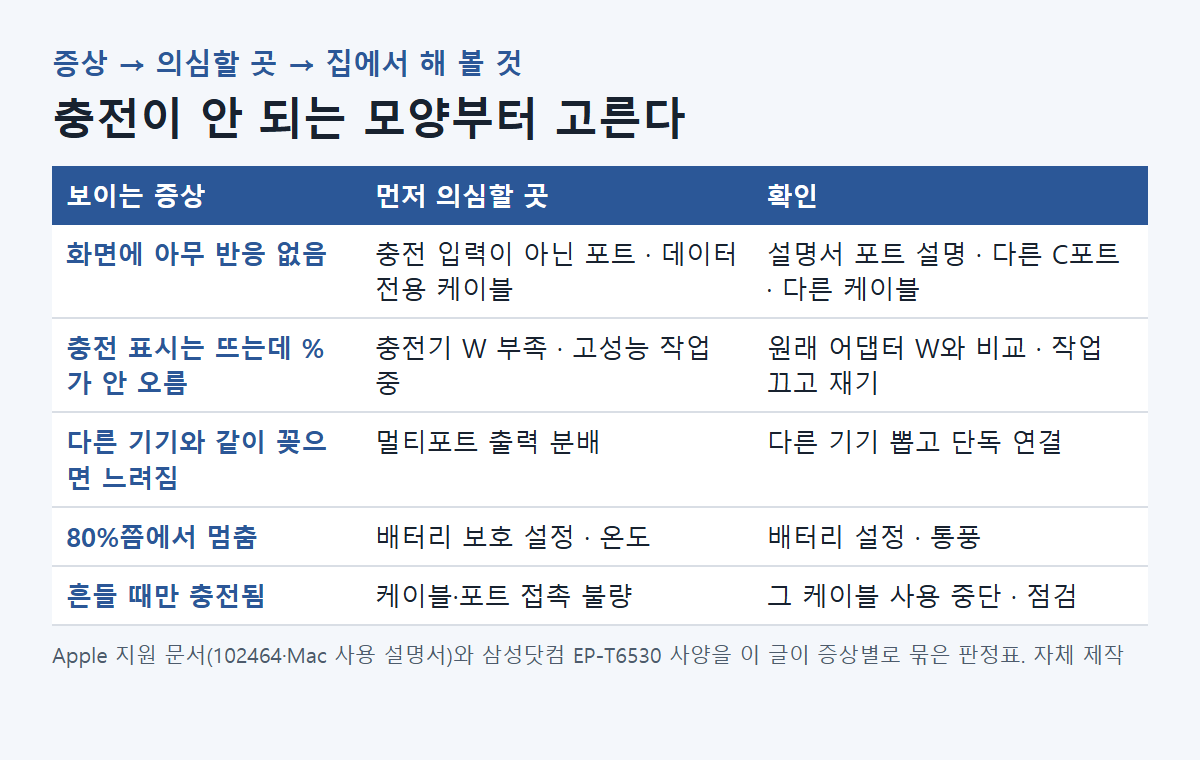 증상 → 의심할 곳 → 집에서 해 볼 것
충전이 안 되는 모양부터 고른다
보이는 증상 먼저 의심할 곳 확인
화면에 아무 반응 없음 충전 입력이 아닌 포트 · 데이터 설명서 포트 설명 · 다른 C포트
전용 케이블 · 다른 케이블
충전 표시는 뜨는데 % 충전기 W 부족 · 고성능 작업 원래 어댑터 W와 비교 · 작업
가 안 오름 중 끄고 재기
다른 기기와 같이 꽂으 멀티포트 출력 분배 다른 기기 뽑고 단독 연결
면 느려짐
80%쯤에서 멈춤 배터리 보호 설정 · 온도 배터리 설정 · 통풍
흔들 때만 충전됨 케이블·포트 접촉 불량 그 케이블 사용 중단 · 점검
Apple 지원 문서(102464·Mac 사용 설명서)와 삼성닷컴 EP-T6530 사양을 이 글이 증상별로 묶은 판정표. 자체 제작